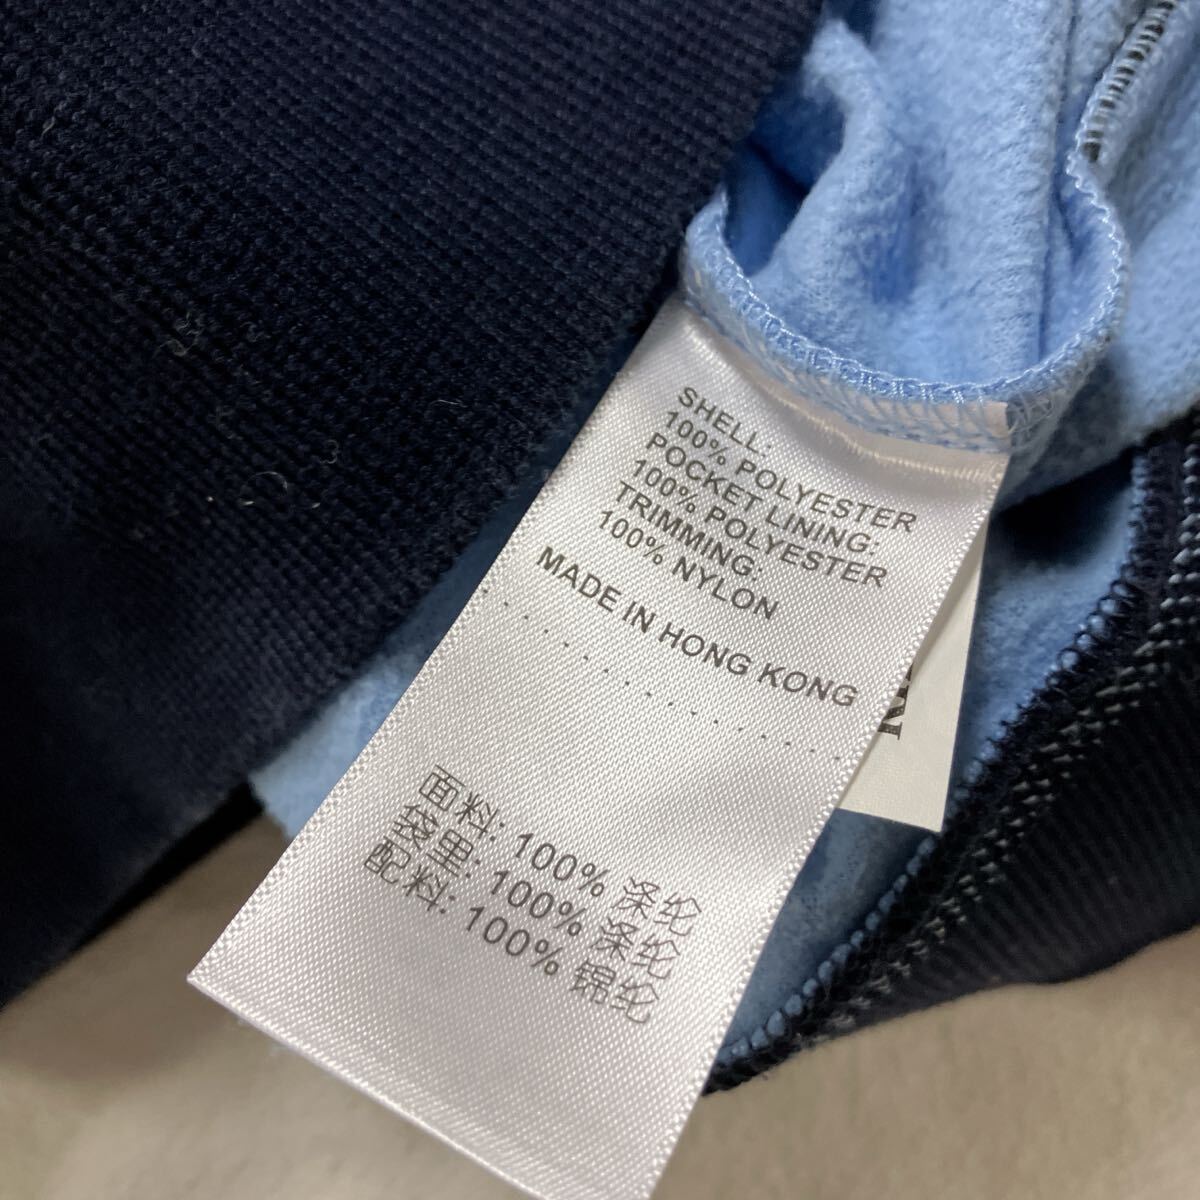 SHELL:
100% POLYESTER
POCKET LINING:
100% POLYESTER
TRIMMING:
100% NYLON
MADE IN HONG KONG
面料: 100% 涤纶
袋里: 100% 涤纶
配料: 100% 锦纶